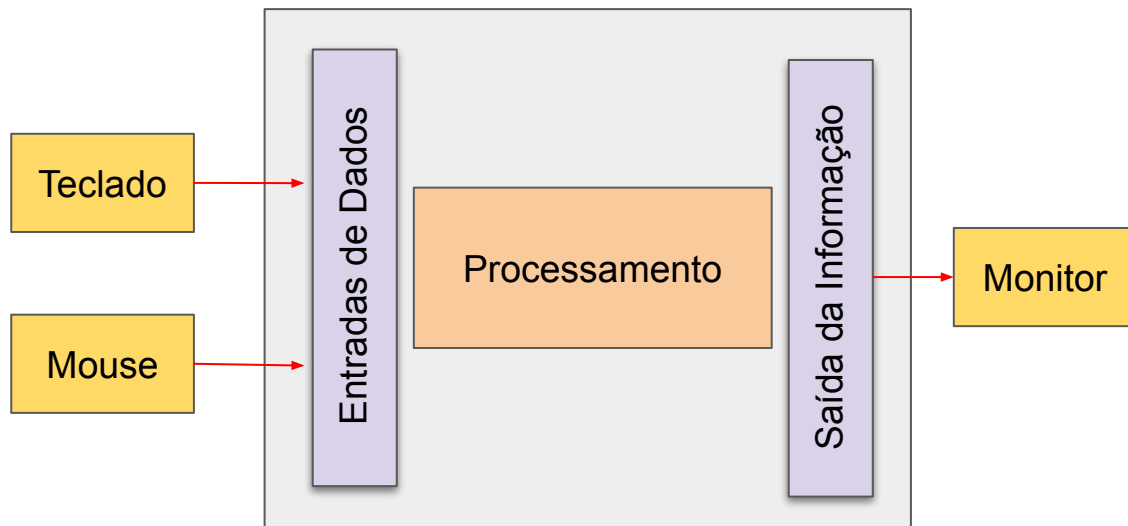 Teclado
Mouse
Entradas de Dados
Processamento
Saída da Informação
Monitor